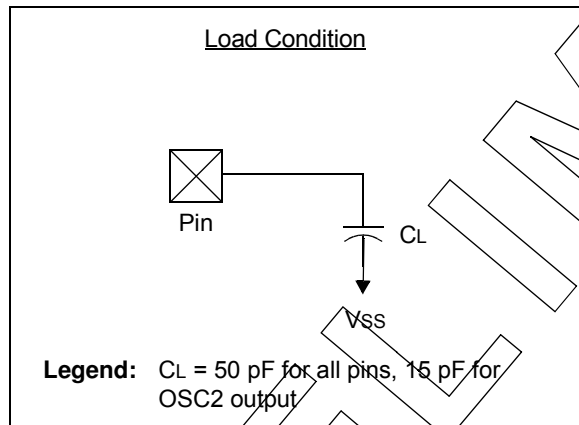 Load Condition
Pin
CL
VSS
Legend: CL = 50 pF for all pins, 15 pF for
OSC2 output